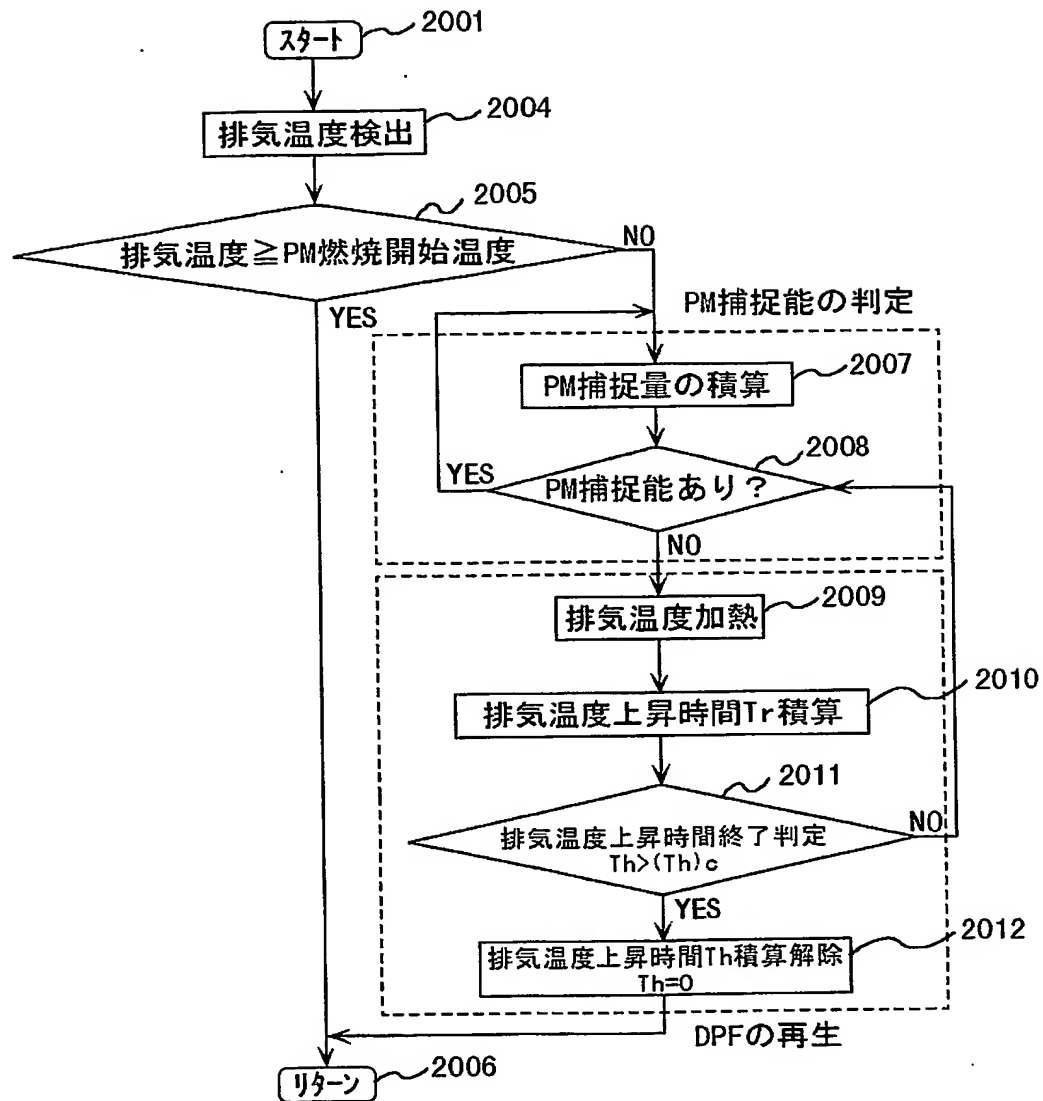 スタート
2001
2004
排気温度検出
2005
排気温度≧PM燃焼開始温度
NO
YES
PM捕捉能の判定
2007
PM捕捉量の積算
2008
YES
PM捕捉能あり?
NO
2009
排気温度加熱
2010
排気温度上昇時間Tr積算
2011
排気温度上昇時間終了判定
Th>(Th)c
NO
YES
2012
排気温度上昇時間Th積算解除
Th=0
DPFの再生
リターン
2006